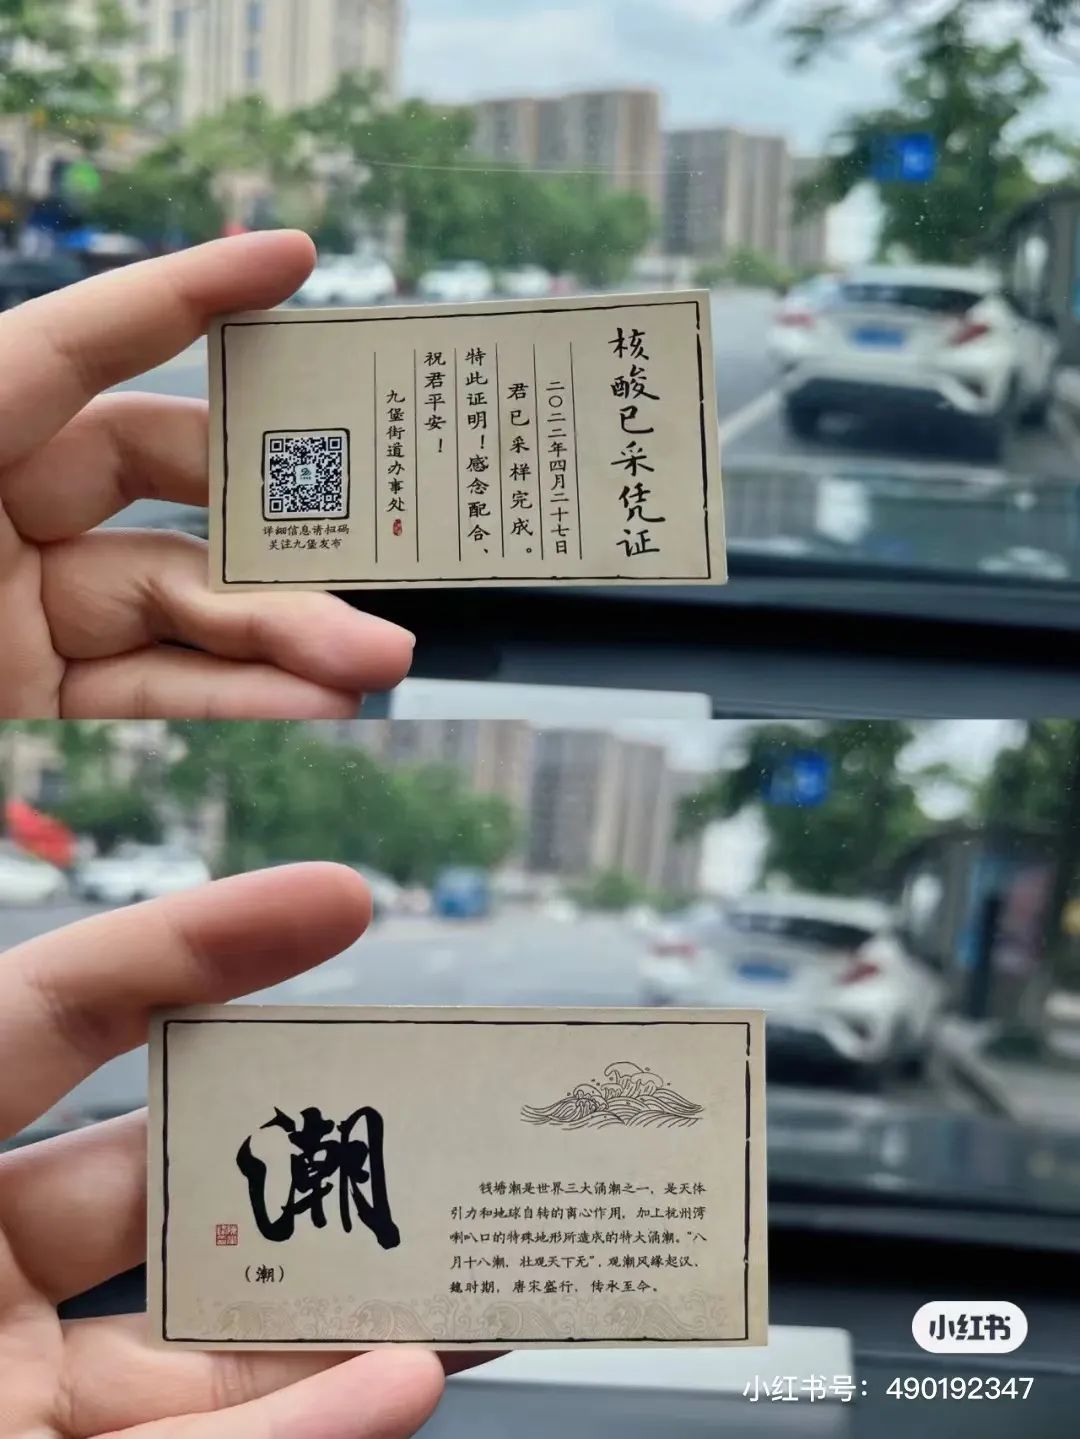 核酸已采凭证
二〇二二年四月二十七日
君已采样完成。
特此证明！感念配合、
祝君平安！
九堡街道办事处
详细信息请扫码
关注九堡发布
潮
（潮）
钱塘潮是世界三大涌潮之一，是天体
引力和地球自转的离心作用，加上杭州湾
喇叭口的特殊地形所造成的特大涌潮。“八
月十八潮，壮观天下无”，观潮风缘起汉、
魏时期，唐宋盛行，传承至今。
小红书
小红书号：490192347